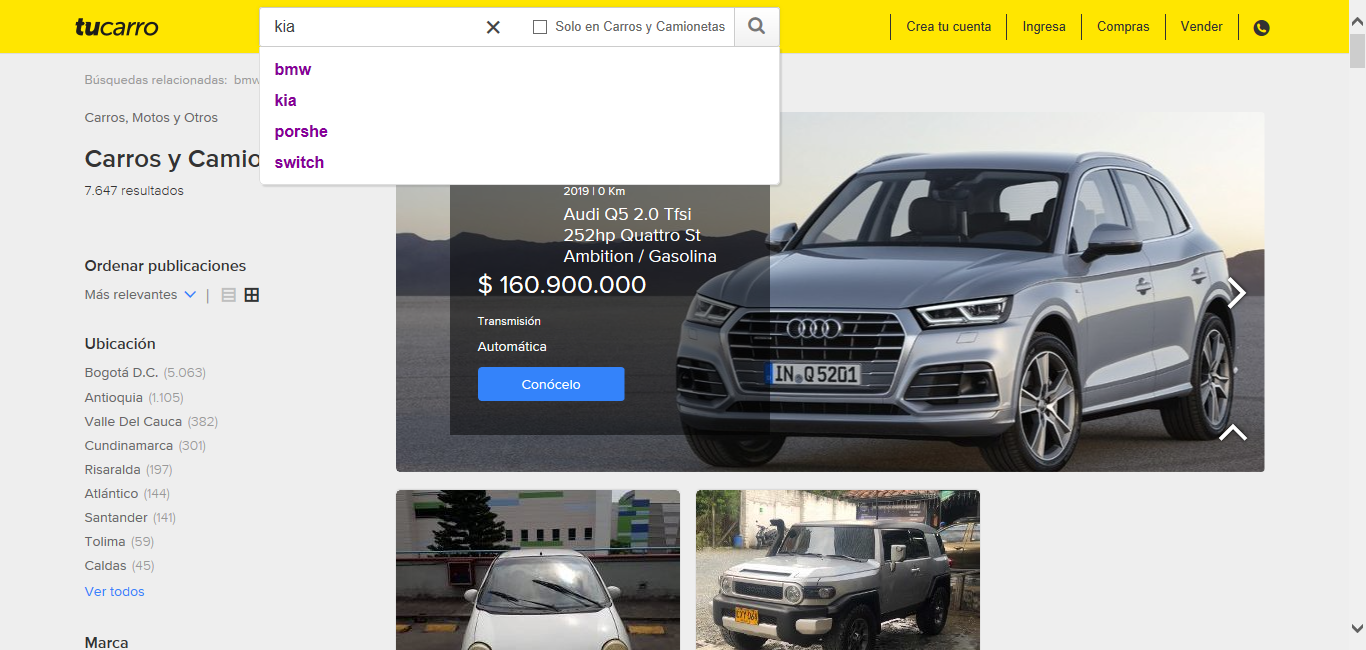 tucarro
kia
Solo en Carros y Camionetas
Crea tu cuenta
Ingresa
Compras
Vender
bmw
kia
porshe
switch
Búsquedas relacionadas: bmw
Carros, Motos y Otros
Carros y Camio
7.647 resultados
Ordenar publicaciones
Más relevantes
Ubicación
Bogotá D.C. (5.063)
Antioquia (1.105)
Valle Del Cauca (382)
Cundinamarca (301)
Risaralda (197)
Atlántico (144)
Santander (141)
Tolima (59)
Caldas (45)
Ver todos
Marca
2019 | 0 Km
Audi Q5 2.0 Tfsi
252hp Quattro St
Ambition / Gasolina
$ 160.900.000
Transmisión
Automática
Conócelo
IN Q 5201